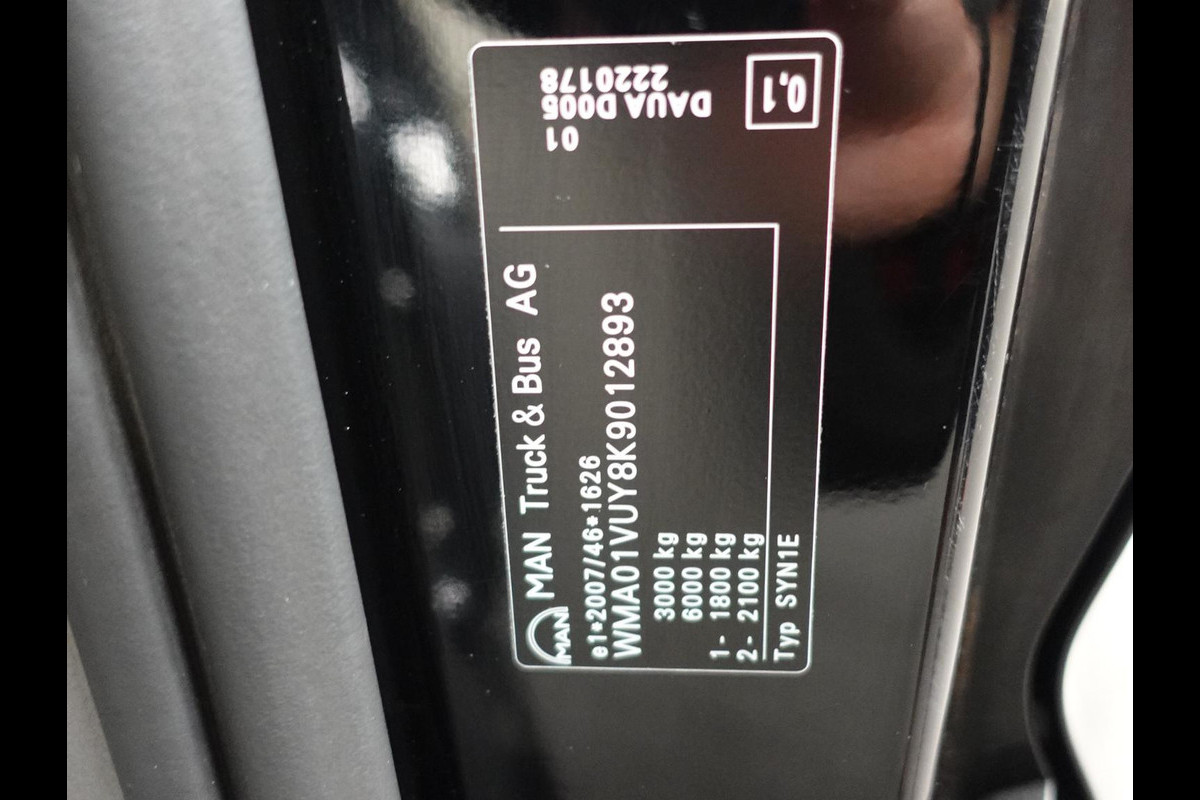 MAN
MAN Truck & Bus AG
e1*2007/46*1626
WMA01VUY8K9012893
3000 kg
6000 kg
1- 1800 kg
2- 2100 kg
Typ SYN1E
01
2220178
DAUA D005
0,1